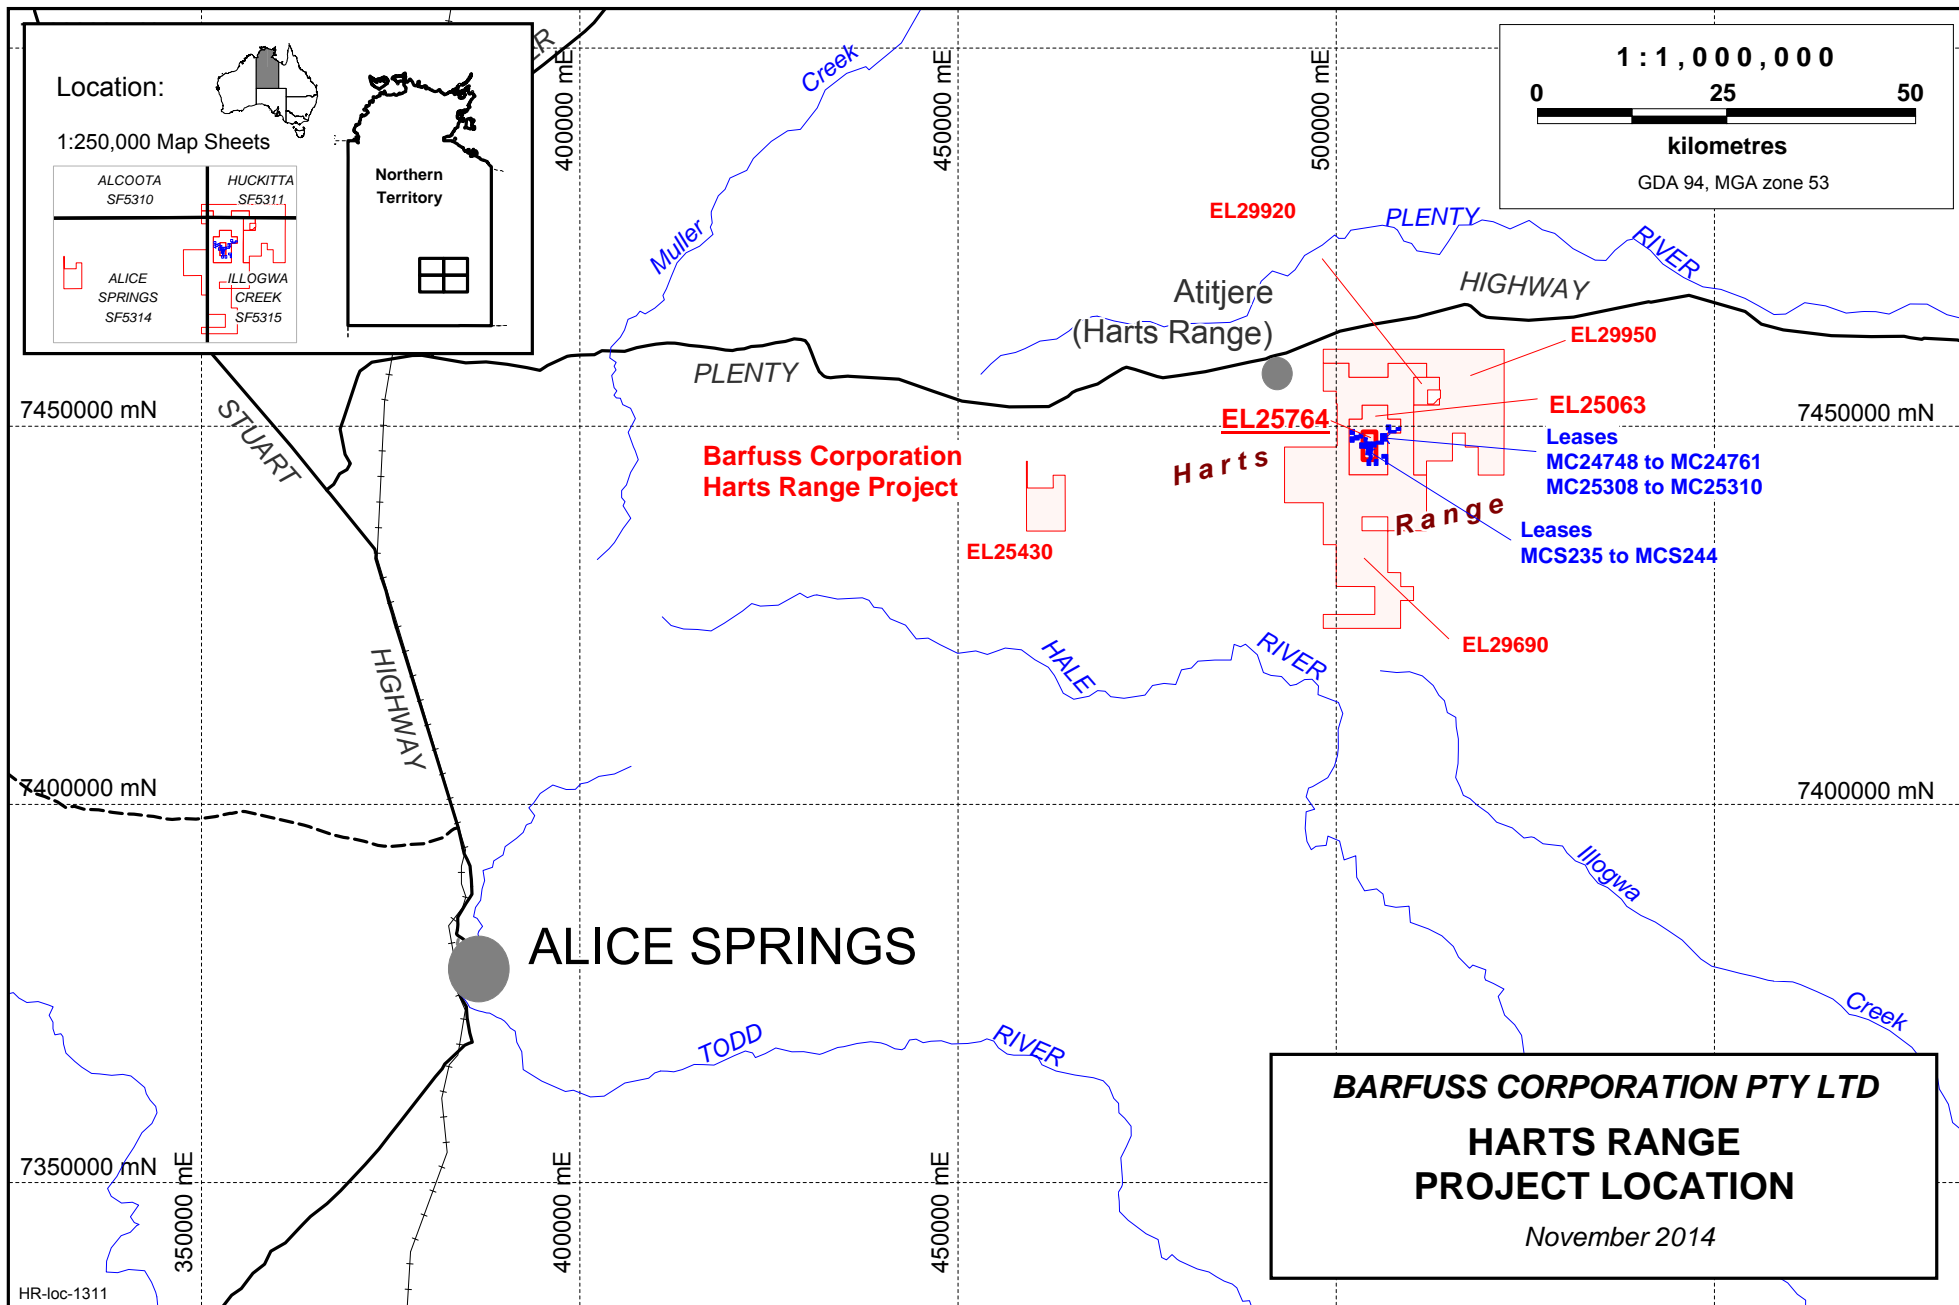 Location:
1:250,000 Map Sheets
ALCOOTA
SF5310
HUCKITTA
SF5311
ALICE
SPRINGS
SF5314
ILLOGWA
CREEK
SF5315
Northern
Territory
ER
400000 mE
450000 mE
500000 mE
1:1,000,000
0 25 50
kilometres
GDA 94, MGA zone 53
Creek
Muller
EL29920
PLENTY
RIVER
Atitjere
(Harts Range)
HIGHWAY
PLENTY
EL29950
7450000 mN
STUART
EL25764
EL25063
7450000 mN
Barfuss Corporation
Harts Range Project
Harts
Range
Leases
MC24748 to MC24761
MC25308 to MC25310
Leases
MCS235 to MCS244
EL25430
EL29690
HALE
RIVER
HIGHWAY
7400000 mN
7400000 mN
Illogwa
Creek
ALICE SPRINGS
TODD
RIVER
7350000 mN
350000 mE
400000 mE
450000 mE
BARFUSS CORPORATION PTY LTD
HARTS RANGE
PROJECT LOCATION
November 2014
HR-loc-1311